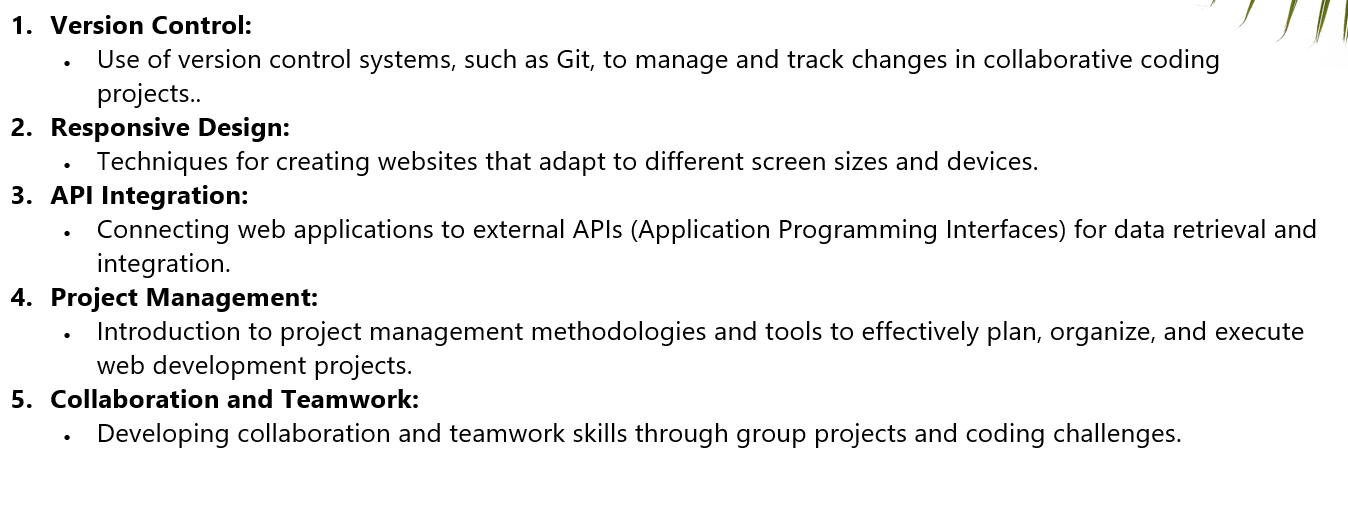 1. Version Control:
• Use of version control systems, such as Git, to manage and track changes in collaborative coding
projects..
2. Responsive Design:
• Techniques for creating websites that adapt to different screen sizes and devices.
3. API Integration:
• Connecting web applications to external APIs (Application Programming Interfaces) for data retrieval and
integration.
4. Project Management:
• Introduction to project management methodologies and tools to effectively plan, organize, and execute
web development projects.
5. Collaboration and Teamwork:
• Developing collaboration and teamwork skills through group projects and coding challenges.